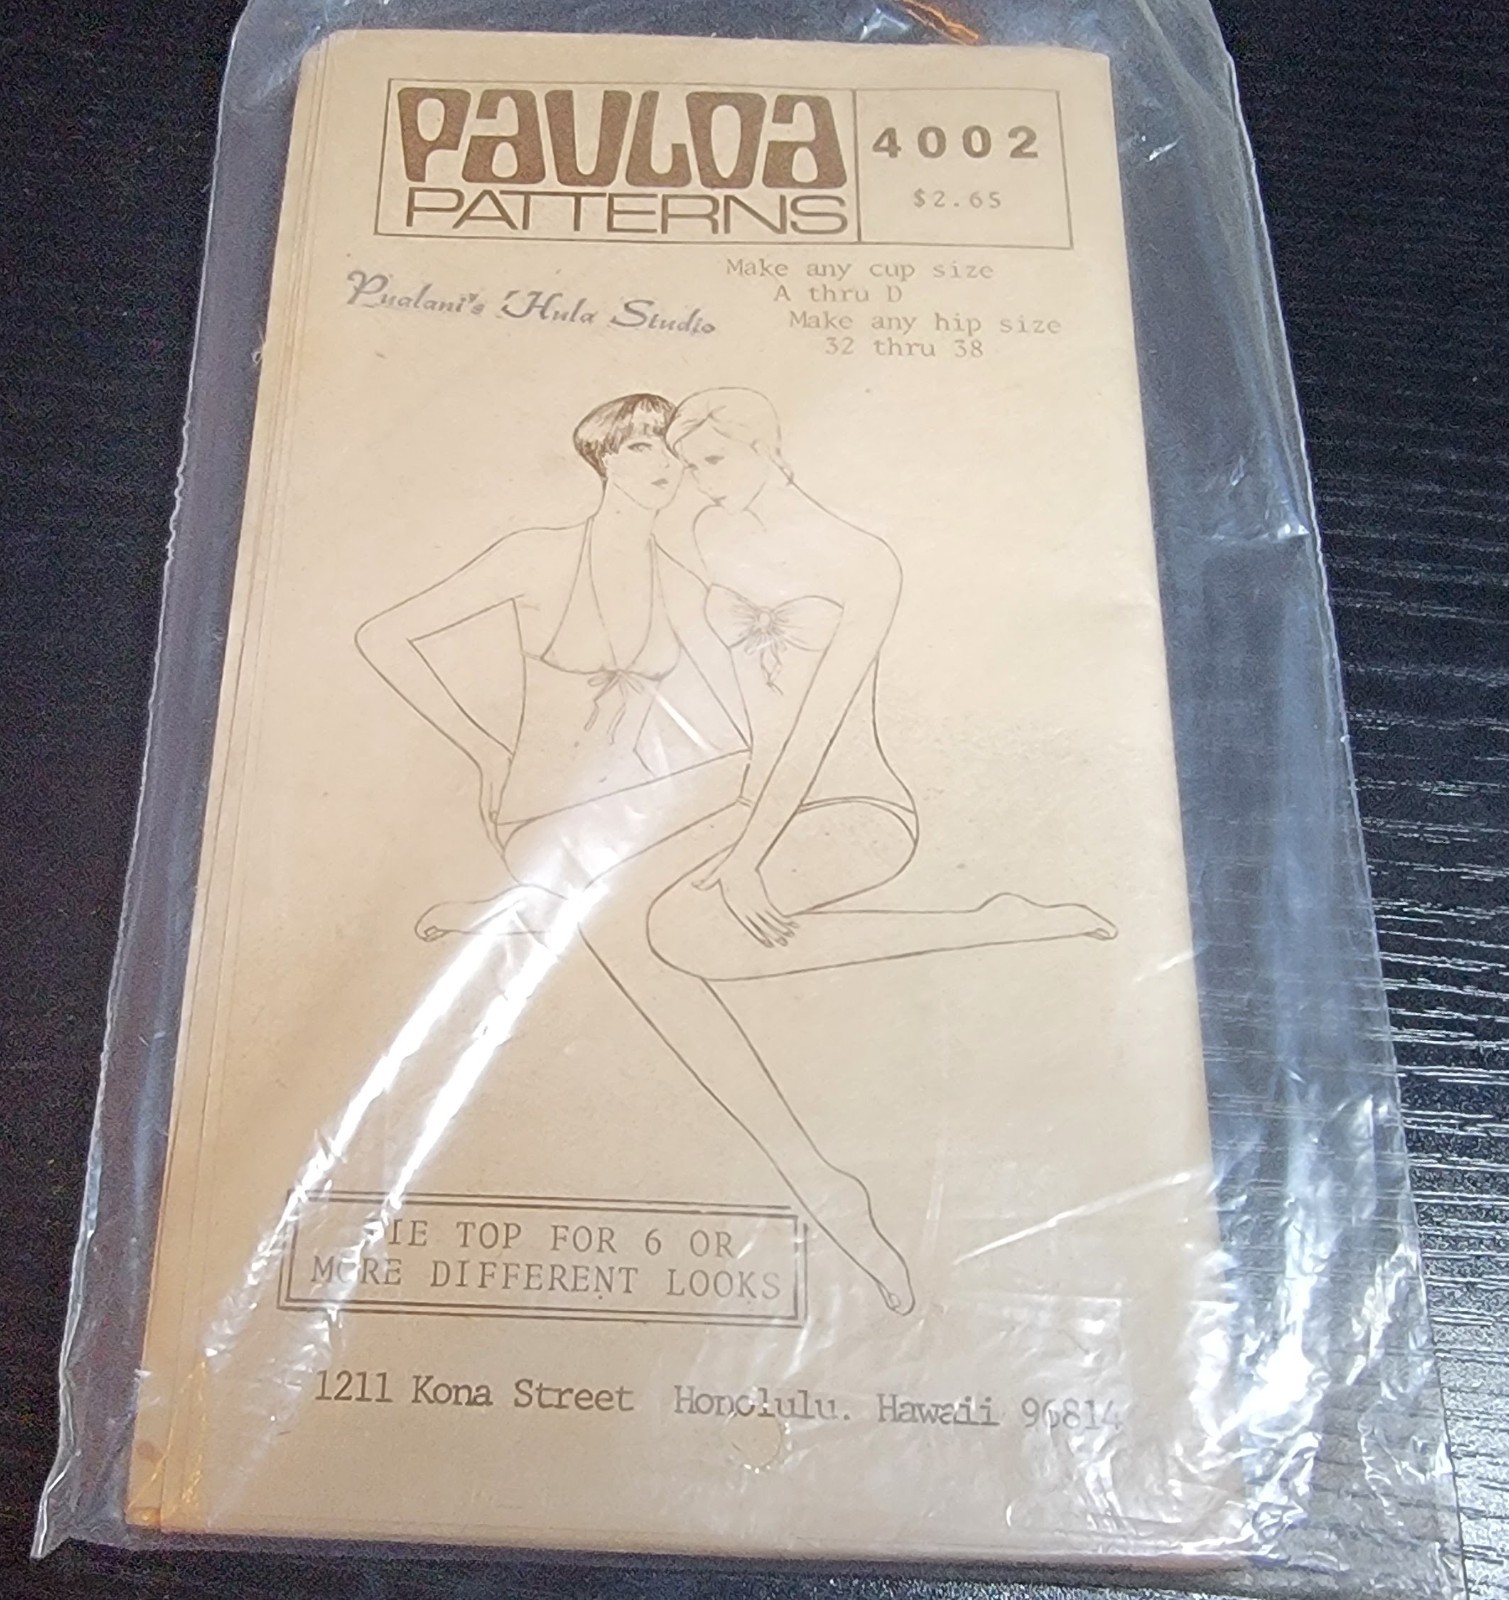 PAULOA
PATTERNS
4002
$2.65
Make any cup size
A thru D
Make any hip size
32 thru 38
Pualani's Hula Studio
TIE TOP FOR 6 OR
MORE DIFFERENT LOOKS
1211 Kona Street Honolulu. Hawaii 96814